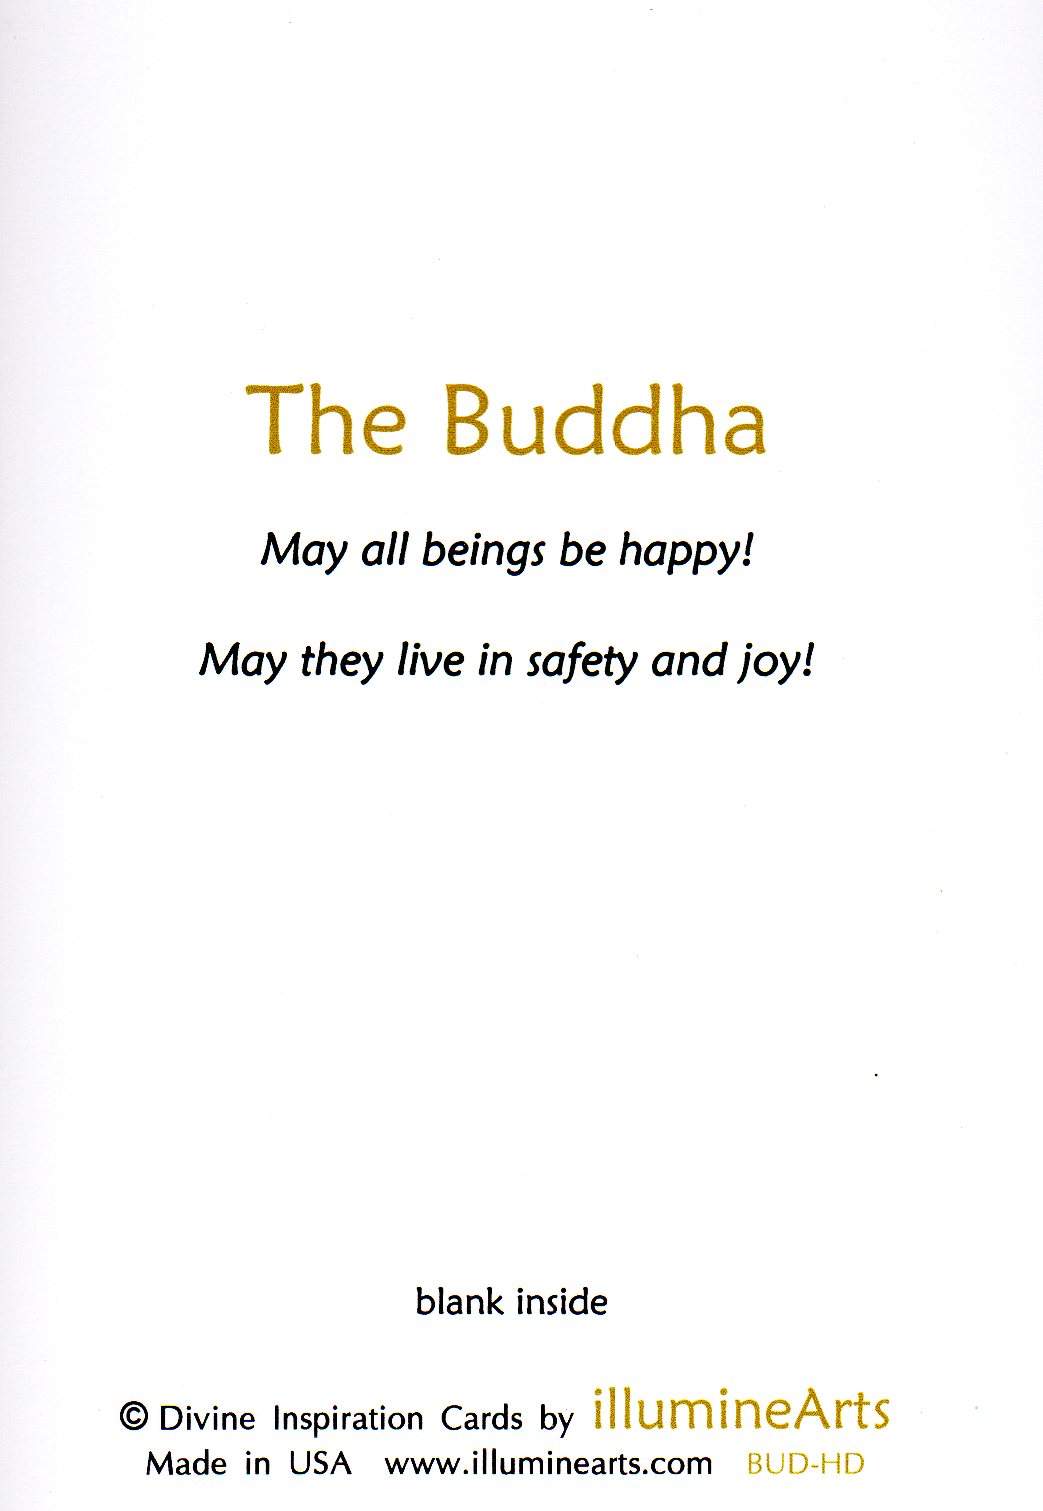 The Buddha
May all beings be happy!
May they live in safety and joy!
blank inside
© Divine Inspiration Cards by illumineArts
Made in USA www.illuminearts.com BUD-HD